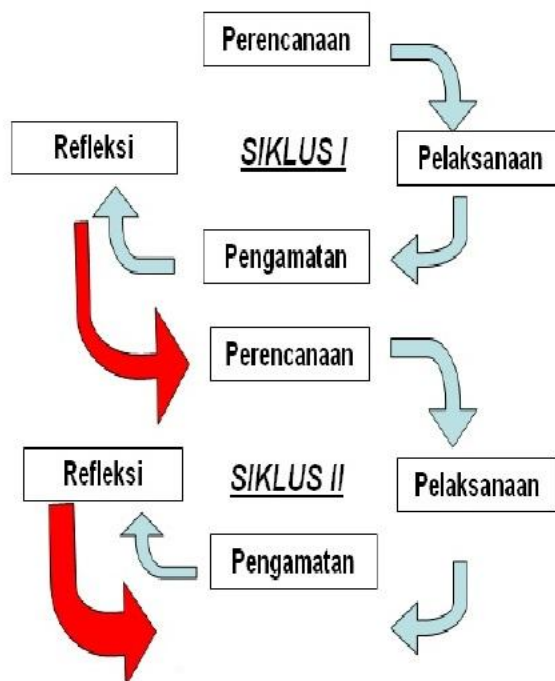 Perencanaan
Refleksi
SIKLUS I
Pelaksanaan
Pengamatan
Perencanaan
Refleksi
SIKLUS II
Pelaksanaan
Pengamatan